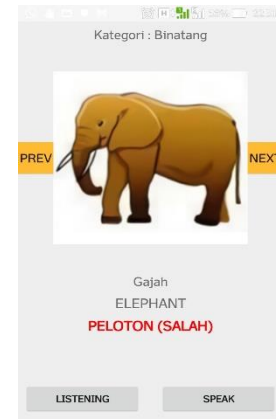 Kategori : Binatang
PREV
NEXT
Gajah
ELEPHANT
PELOTON (SALAH)
LISTENING
SPEAK